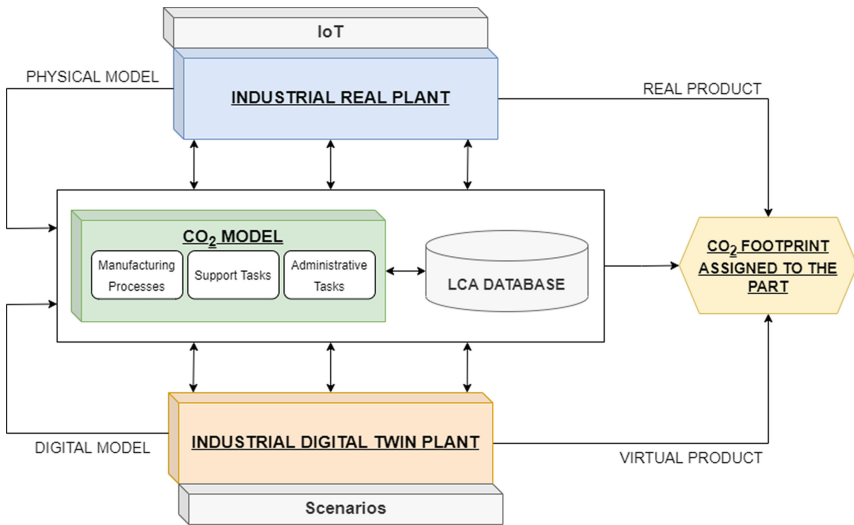 IoT
PHYSICAL MODEL
INDUSTRIAL REAL PLANT
REAL PRODUCT
CO₂ MODEL
Manufacturing
Processes
Support Tasks
Administrative
Tasks
LCA DATABASE
CO₂ FOOTPRINT
ASSIGNED TO THE
PART
DIGITAL MODEL
INDUSTRIAL DIGITAL TWIN PLANT
VIRTUAL PRODUCT
Scenarios